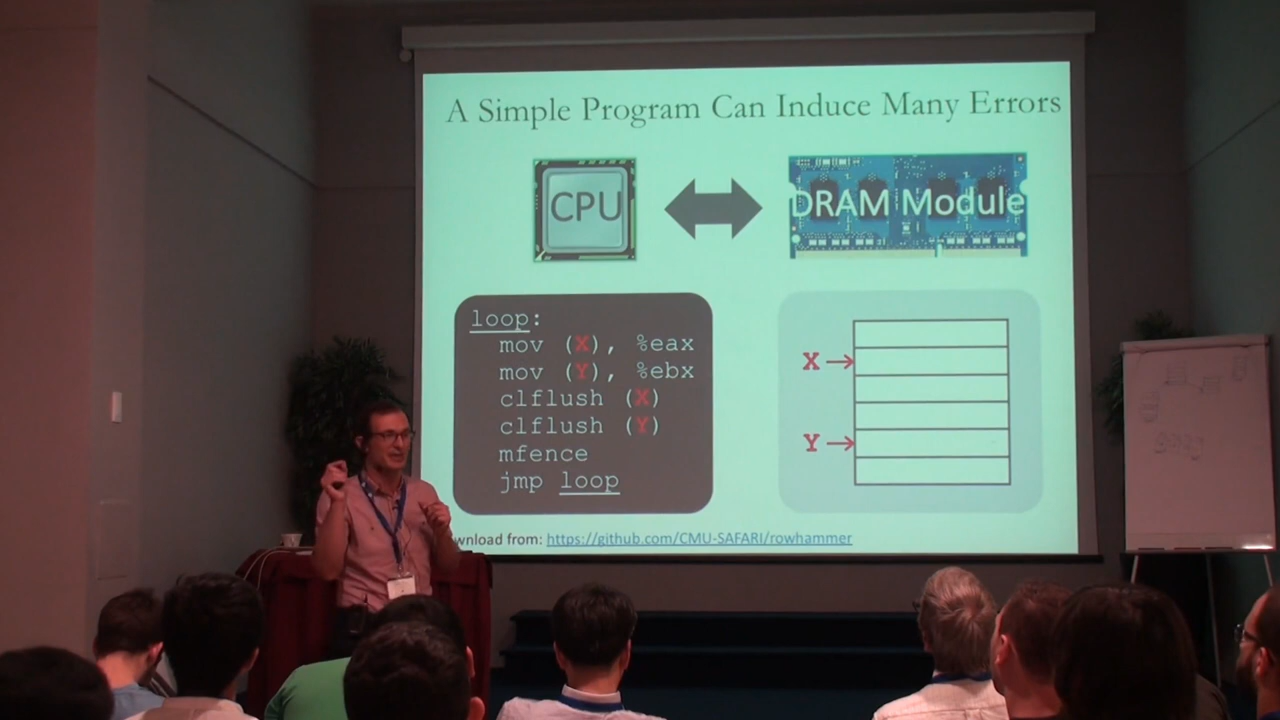 A Simple Program Can Induce Many Errors
CPU
DRAM Module
loop:
mov (X), %eax
mov (Y), %ebx
clflush (X)
clflush (Y)
mfence
jmp loop
X
Y
from: https://github.com/CMU-SAFARI/rowhammer